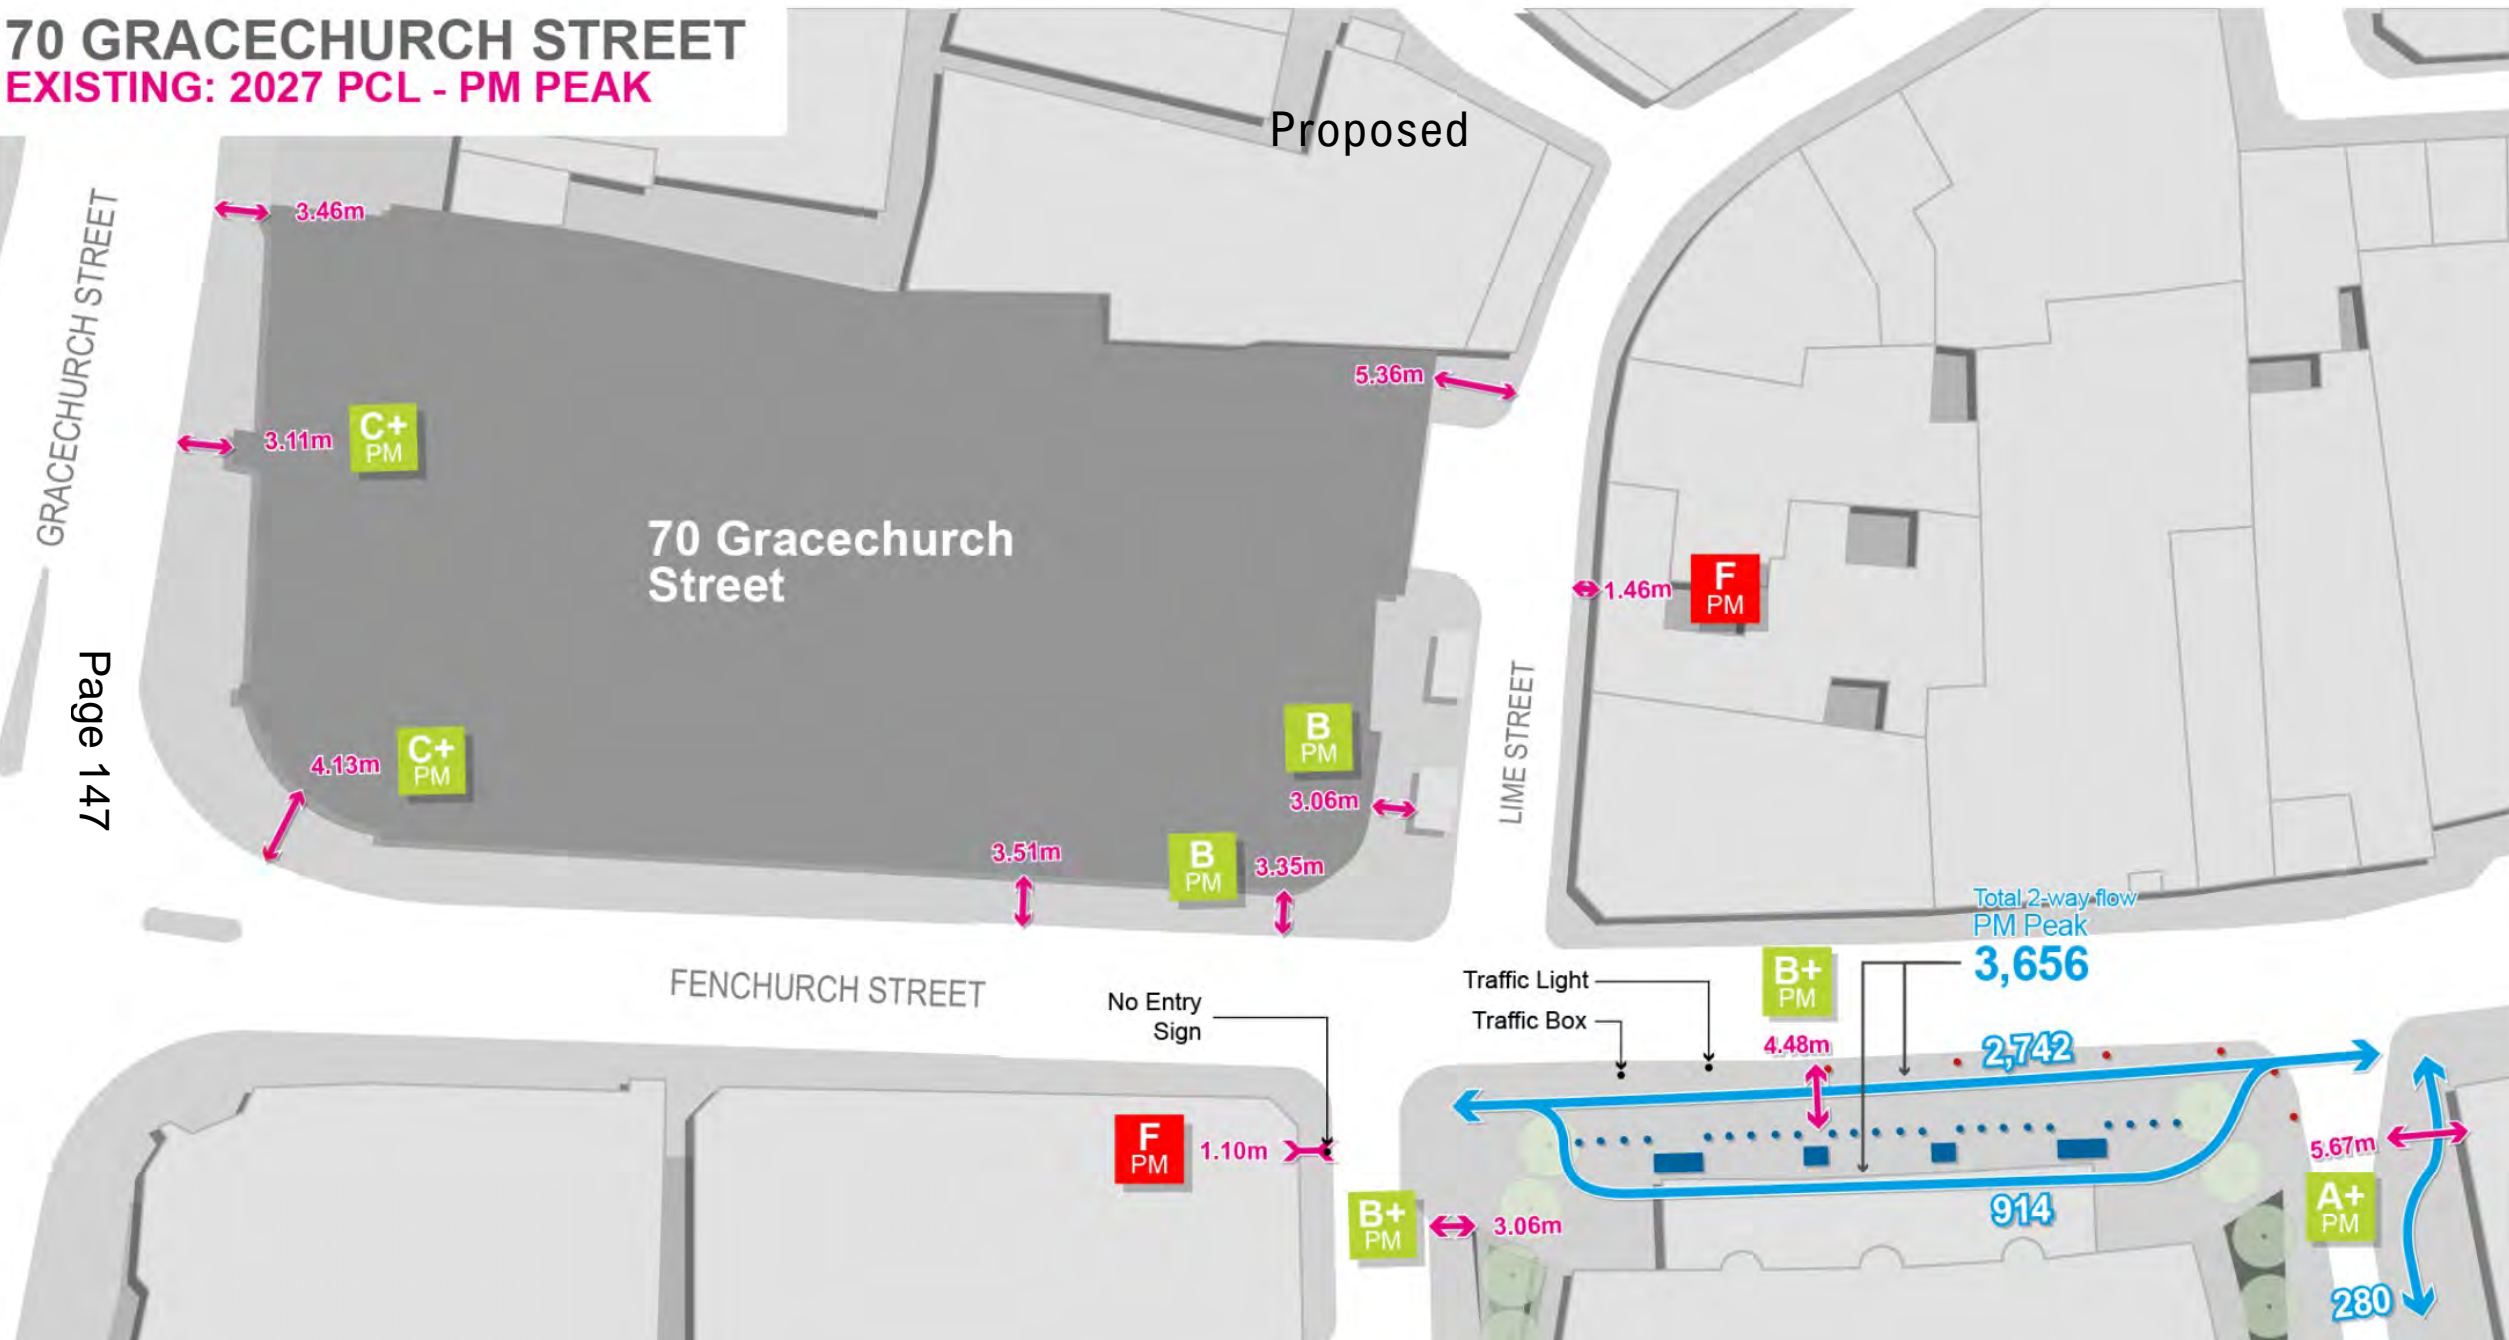 70 GRACECHURCH STREET
EXISTING: 2027 PCL - PM PEAK
Proposed
GRACECHURCH STREET
3.46m
5.36m
3.11m
C+
PM
70 Gracechurch
Street
1.46m
F
PM
Page 147
LIME STREET
4.13m
C+
PM
B
PM
3.06m
3.51m
B
PM
3.35m
Total 2-way flow
PM Peak
3,656
FENCHURCH STREET
No Entry
Sign
Traffic Light
Traffic Box
B+
PM
4.48m
2,742
F
PM
1.10m
5.67m
B+
PM
3.06m
914
A+
PM
280